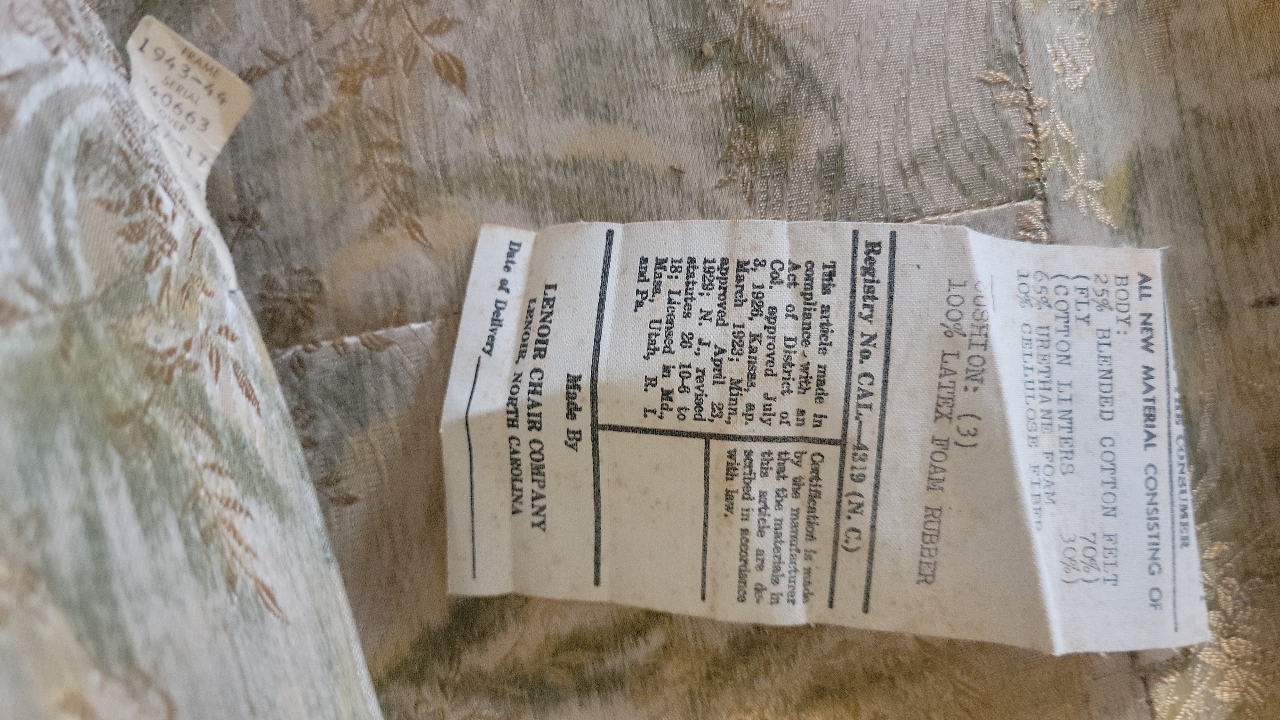 FRAME
1943-44
SERIAL
40663
CONSUMER
ALL NEW MATERIAL CONSISTING OF
BODY:
25% BLENDED COTTON FELT
(FLY 70%)
(COTTON LINTERS 30%)
65% URETHANE FOAM
10% CELLULOSE FIBER
CUSHION: (3)
100% LATEX FOAM RUBBER
Registry No. CAL.—4319 (N. C.)
This article made in
compliance with an
Act of District of
Col. approved July
3, 1926, Kansas, ap.
March 1923; Minn.,
approved April 23,
1929; N. J., revised
statutes 26 10-6 to
18; Licensed in Md.,
Mass., Utah, R. I.
and Pa.
Certification is made
by the manufacturer
that the materials in
this article are de-
scribed in accordance
with law.
Made By
LENOIR CHAIR COMPANY
LENOIR, NORTH CAROLINA
Date of Delivery